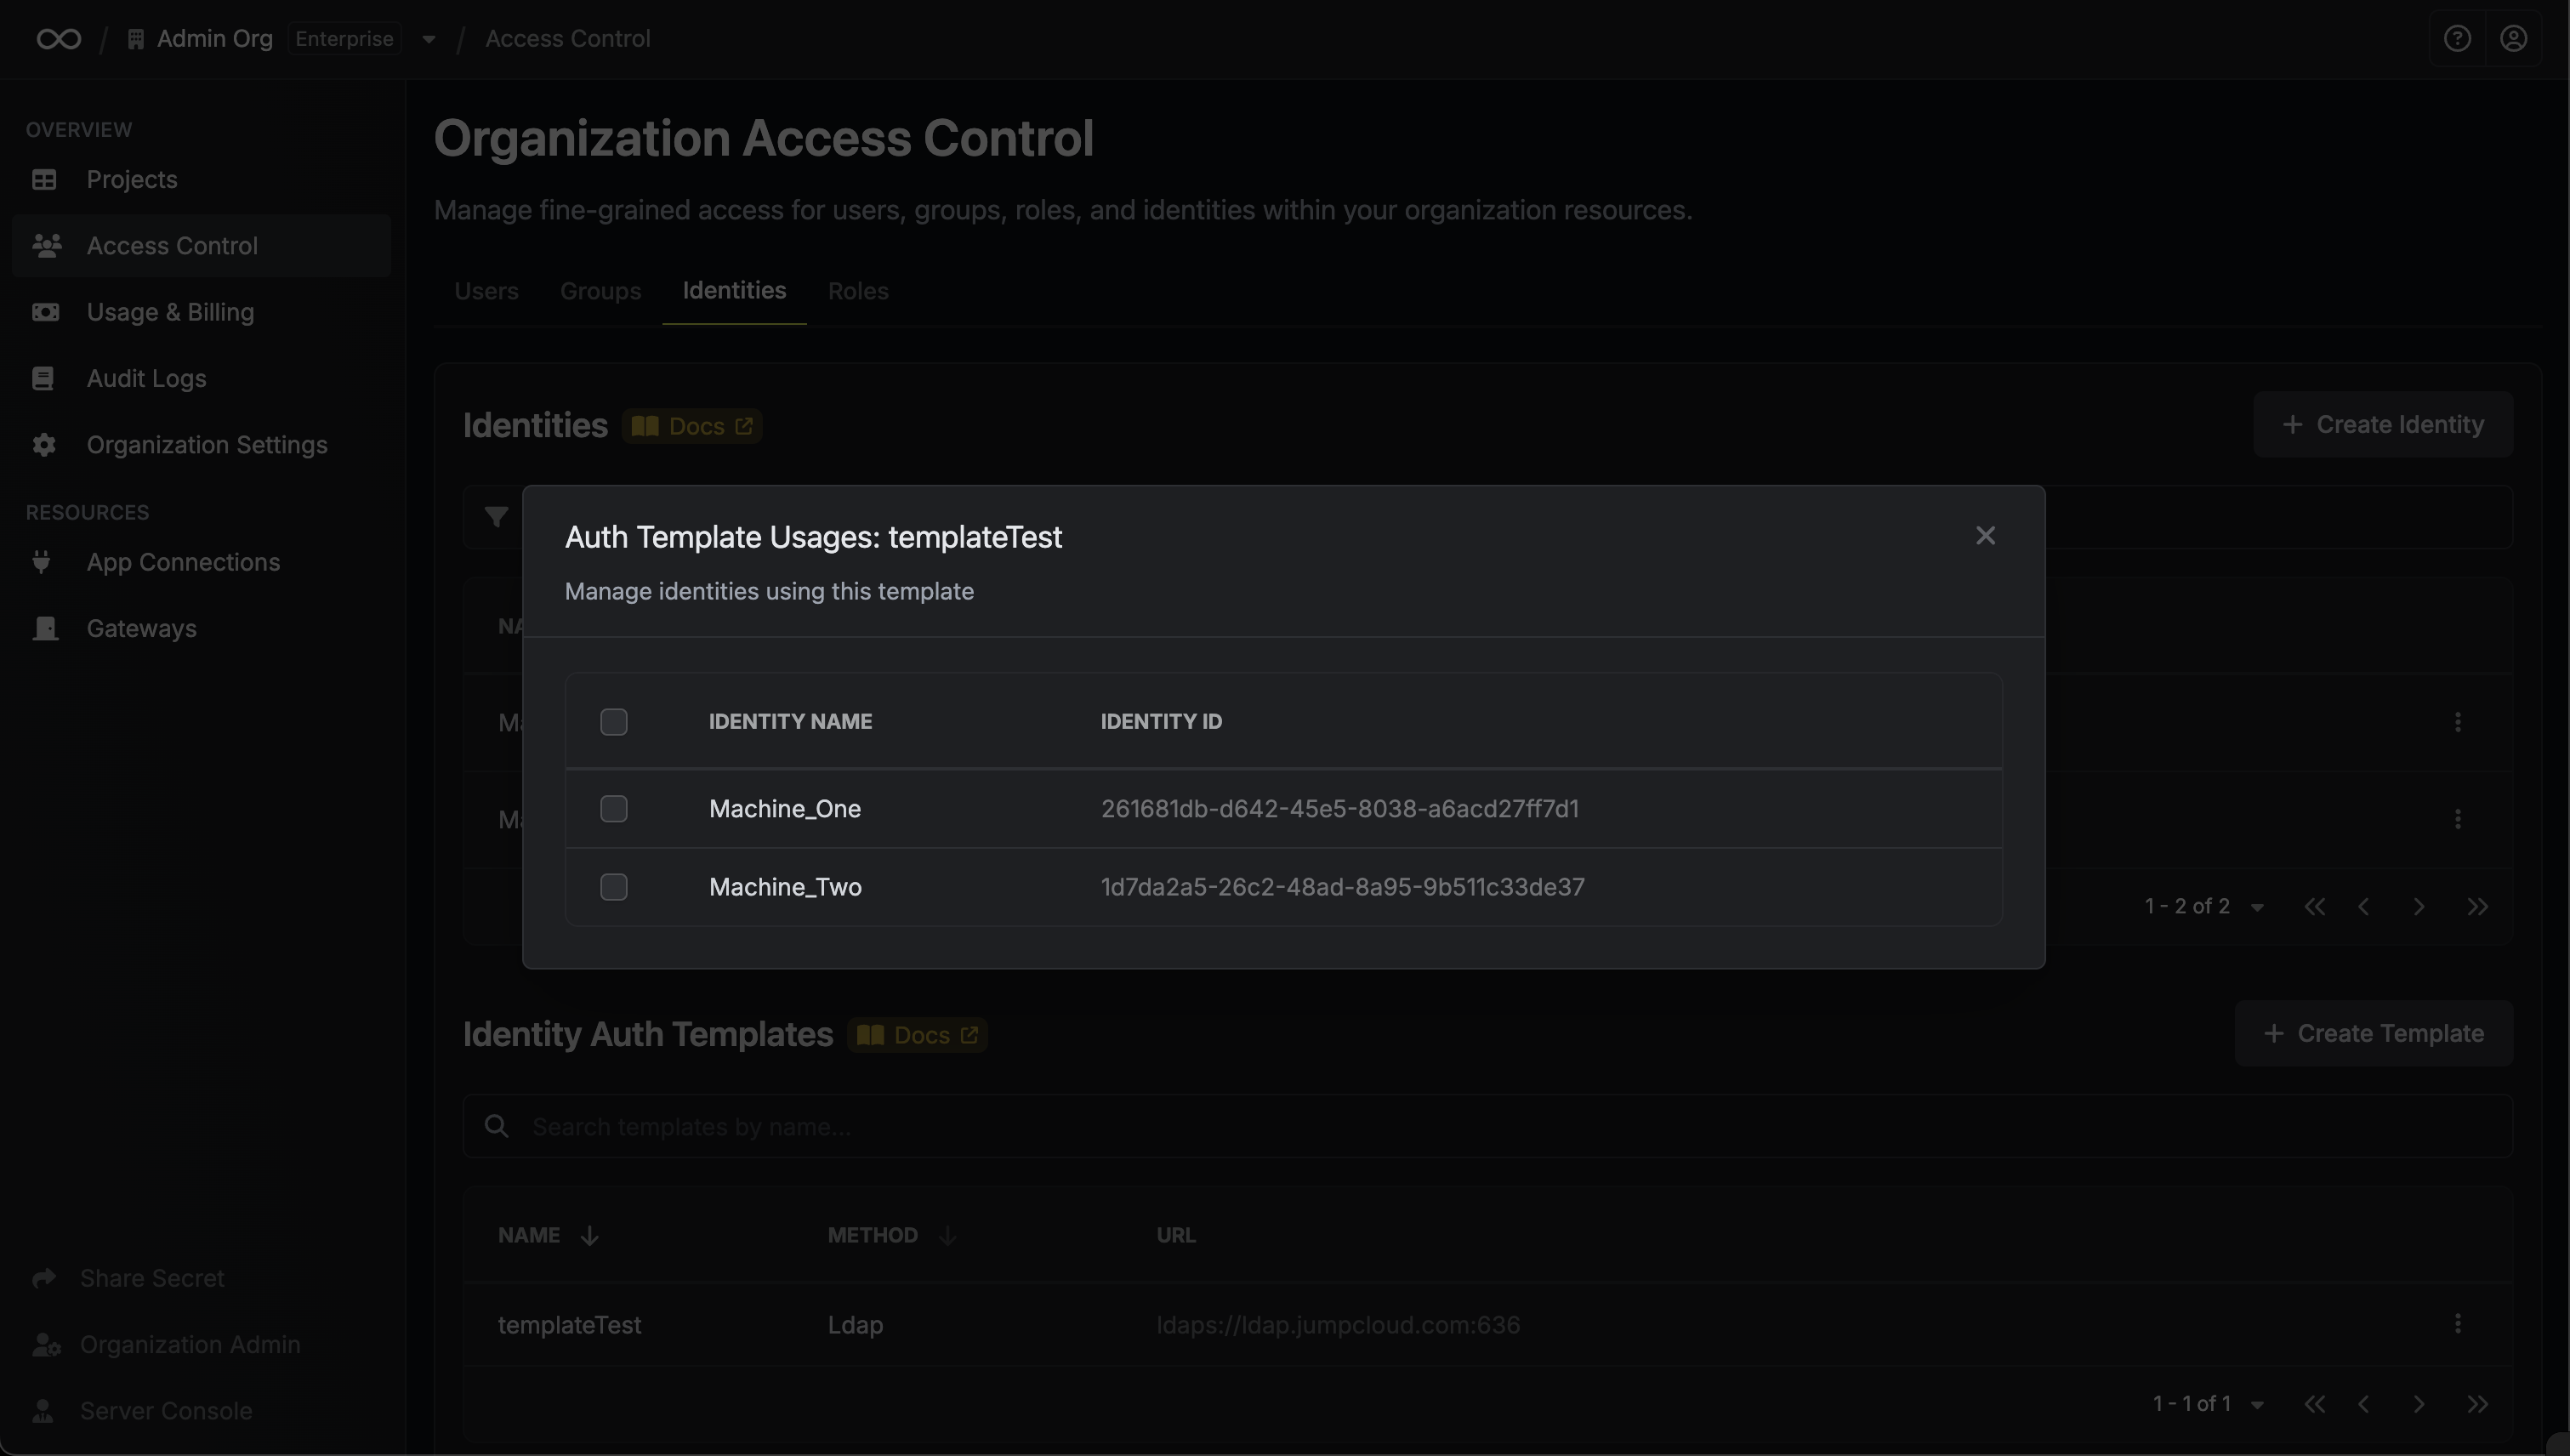 / Admin Org Enterprise / Access Control
OVERVIEW
Projects
Access Control
Usage & Billing
Audit Logs
Organization Settings
RESOURCES
App Connections
Gateways
Share Secret
Organization Admin
Server Console
Organization Access Control
Manage fine-grained access for users, groups, roles, and identities within your organization resources.
Users Groups Identities Roles
Identities Docs
+ Create Identity
Auth Template Usages: templateTest
Manage identities using this template
IDENTITY NAME IDENTITY ID
Machine_One 261681db-d642-45e5-8038-a6acd27ff7d1
Machine_Two 1d7da2a5-26c2-48ad-8a95-9b511c33de37
1 - 2 of 2
Identity Auth Templates Docs
+ Create Template
Search templates by name...
NAME METHOD URL
templateTest Ldap ldaps://ldap.jumpcloud.com:636
1 - 1 of 1